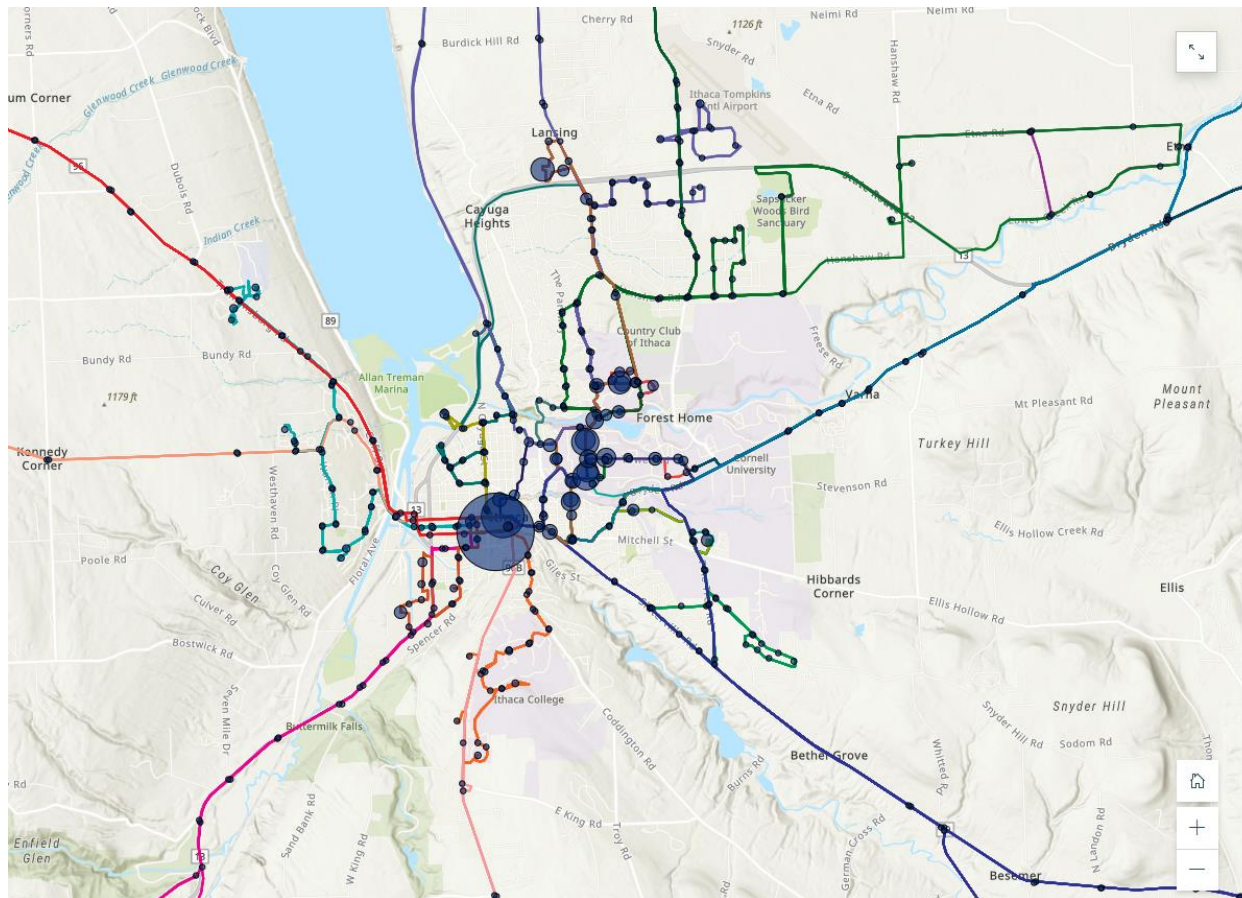 Cherry Rd
1126 ft
Nelmi Rd
Nelmi Rd
Burdick Hill Rd
Snyder Rd
Hanshaw Rd
Glenwood Creek
Ithaca Tompkins
Intl Airport
Etna Rd
um Corner
Lansing
Etna Rd
96
Dubois Rd
Sapsucker
Woods Bird
Sanctuary
Cayuga
Heights
Indian Creek
Hanshaw Rd
13
Dryden Rd
89
Country Club
of Ithaca
Freese Rd
Bundy Rd
Bundy Rd
Allan Treman
Marina
1179 ft
Varna
Mount
Pleasant
Mt Pleasant Rd
Forest Home
Turkey Hill
Kennedy
Corner
Cornell
University
Westhaven Rd
Stevenson Rd
13
Ellis Hollow Creek Rd
Mitchell St
Poole Rd
Floral Ave
Giles St
Coy Glen
Coy Glen Rd
Hibbards
Corner
Ellis
Culver Rd
Ellis Hollow Rd
Spencer Rd
Bostwick Rd
Seven Mile Dr
Ithaca College
Buttermilk Falls
Coddington Rd
Snyder Hill
Snyder Hill Rd
Sodom Rd
Bethel Grove
Burns Rd
Whitted Rd
Sand Bank Rd
E King Rd
Troy Rd
W King Rd
German Cross Rd
N Landon Rd
Enfield
Glen
13
Besemer